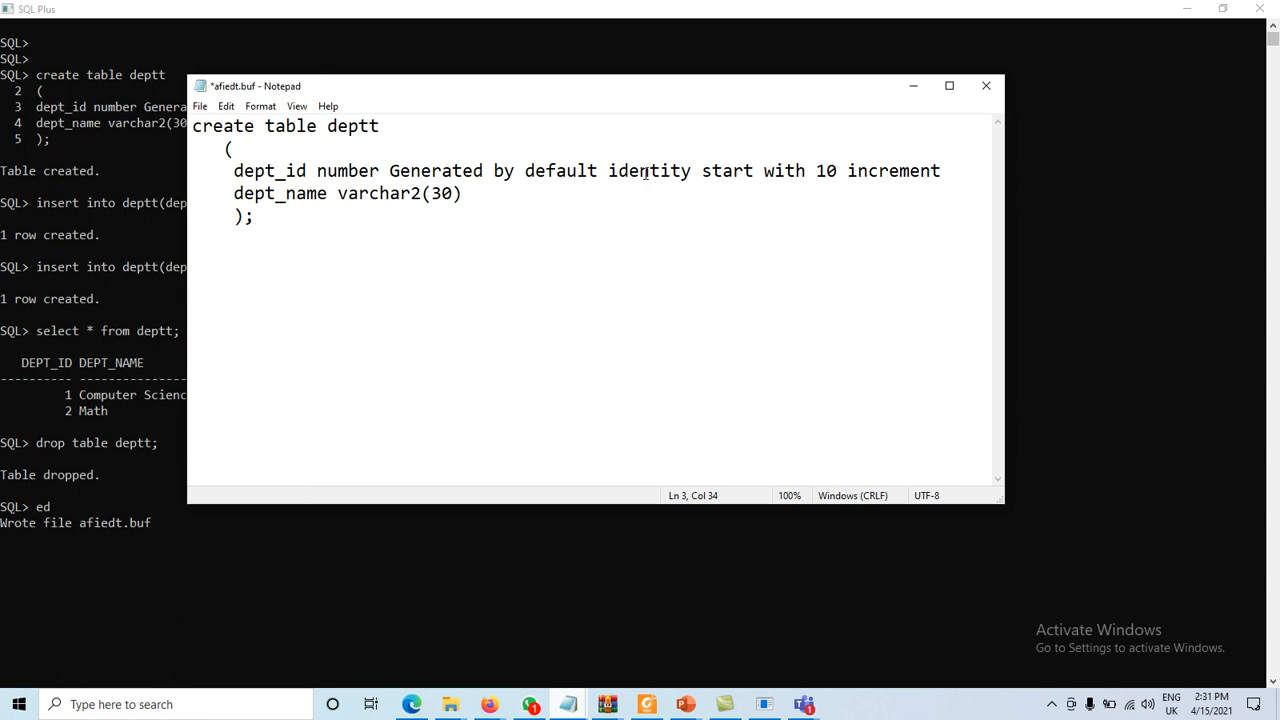 SQL Plus
SQL>
SQL>
SQL> create table deptt
2 (
3 dept_id number Genera
4 dept_name varchar2(30
5 );
Table created.
SQL> insert into deptt(dep
1 row created.
SQL> insert into deptt(dep
1 row created.
SQL> select * from deptt;
DEPT_ID DEPT_NAME
---------- ---------------
1 Computer Scienc
2 Math
SQL> drop table deptt;
Table dropped.
SQL> ed
Wrote file afiedt.buf
*afiedt.buf - Notepad
File Edit Format View Help
create table deptt
(
dept_id number Generated by default identity start with 10 increment
dept_name varchar2(30)
);
Ln 3, Col 34 100% Windows (CRLF) UTF-8
Activate Windows
Go to Settings to activate Windows.
Type here to search
1
1
ENG
UK
2:31 PM
4/15/2021